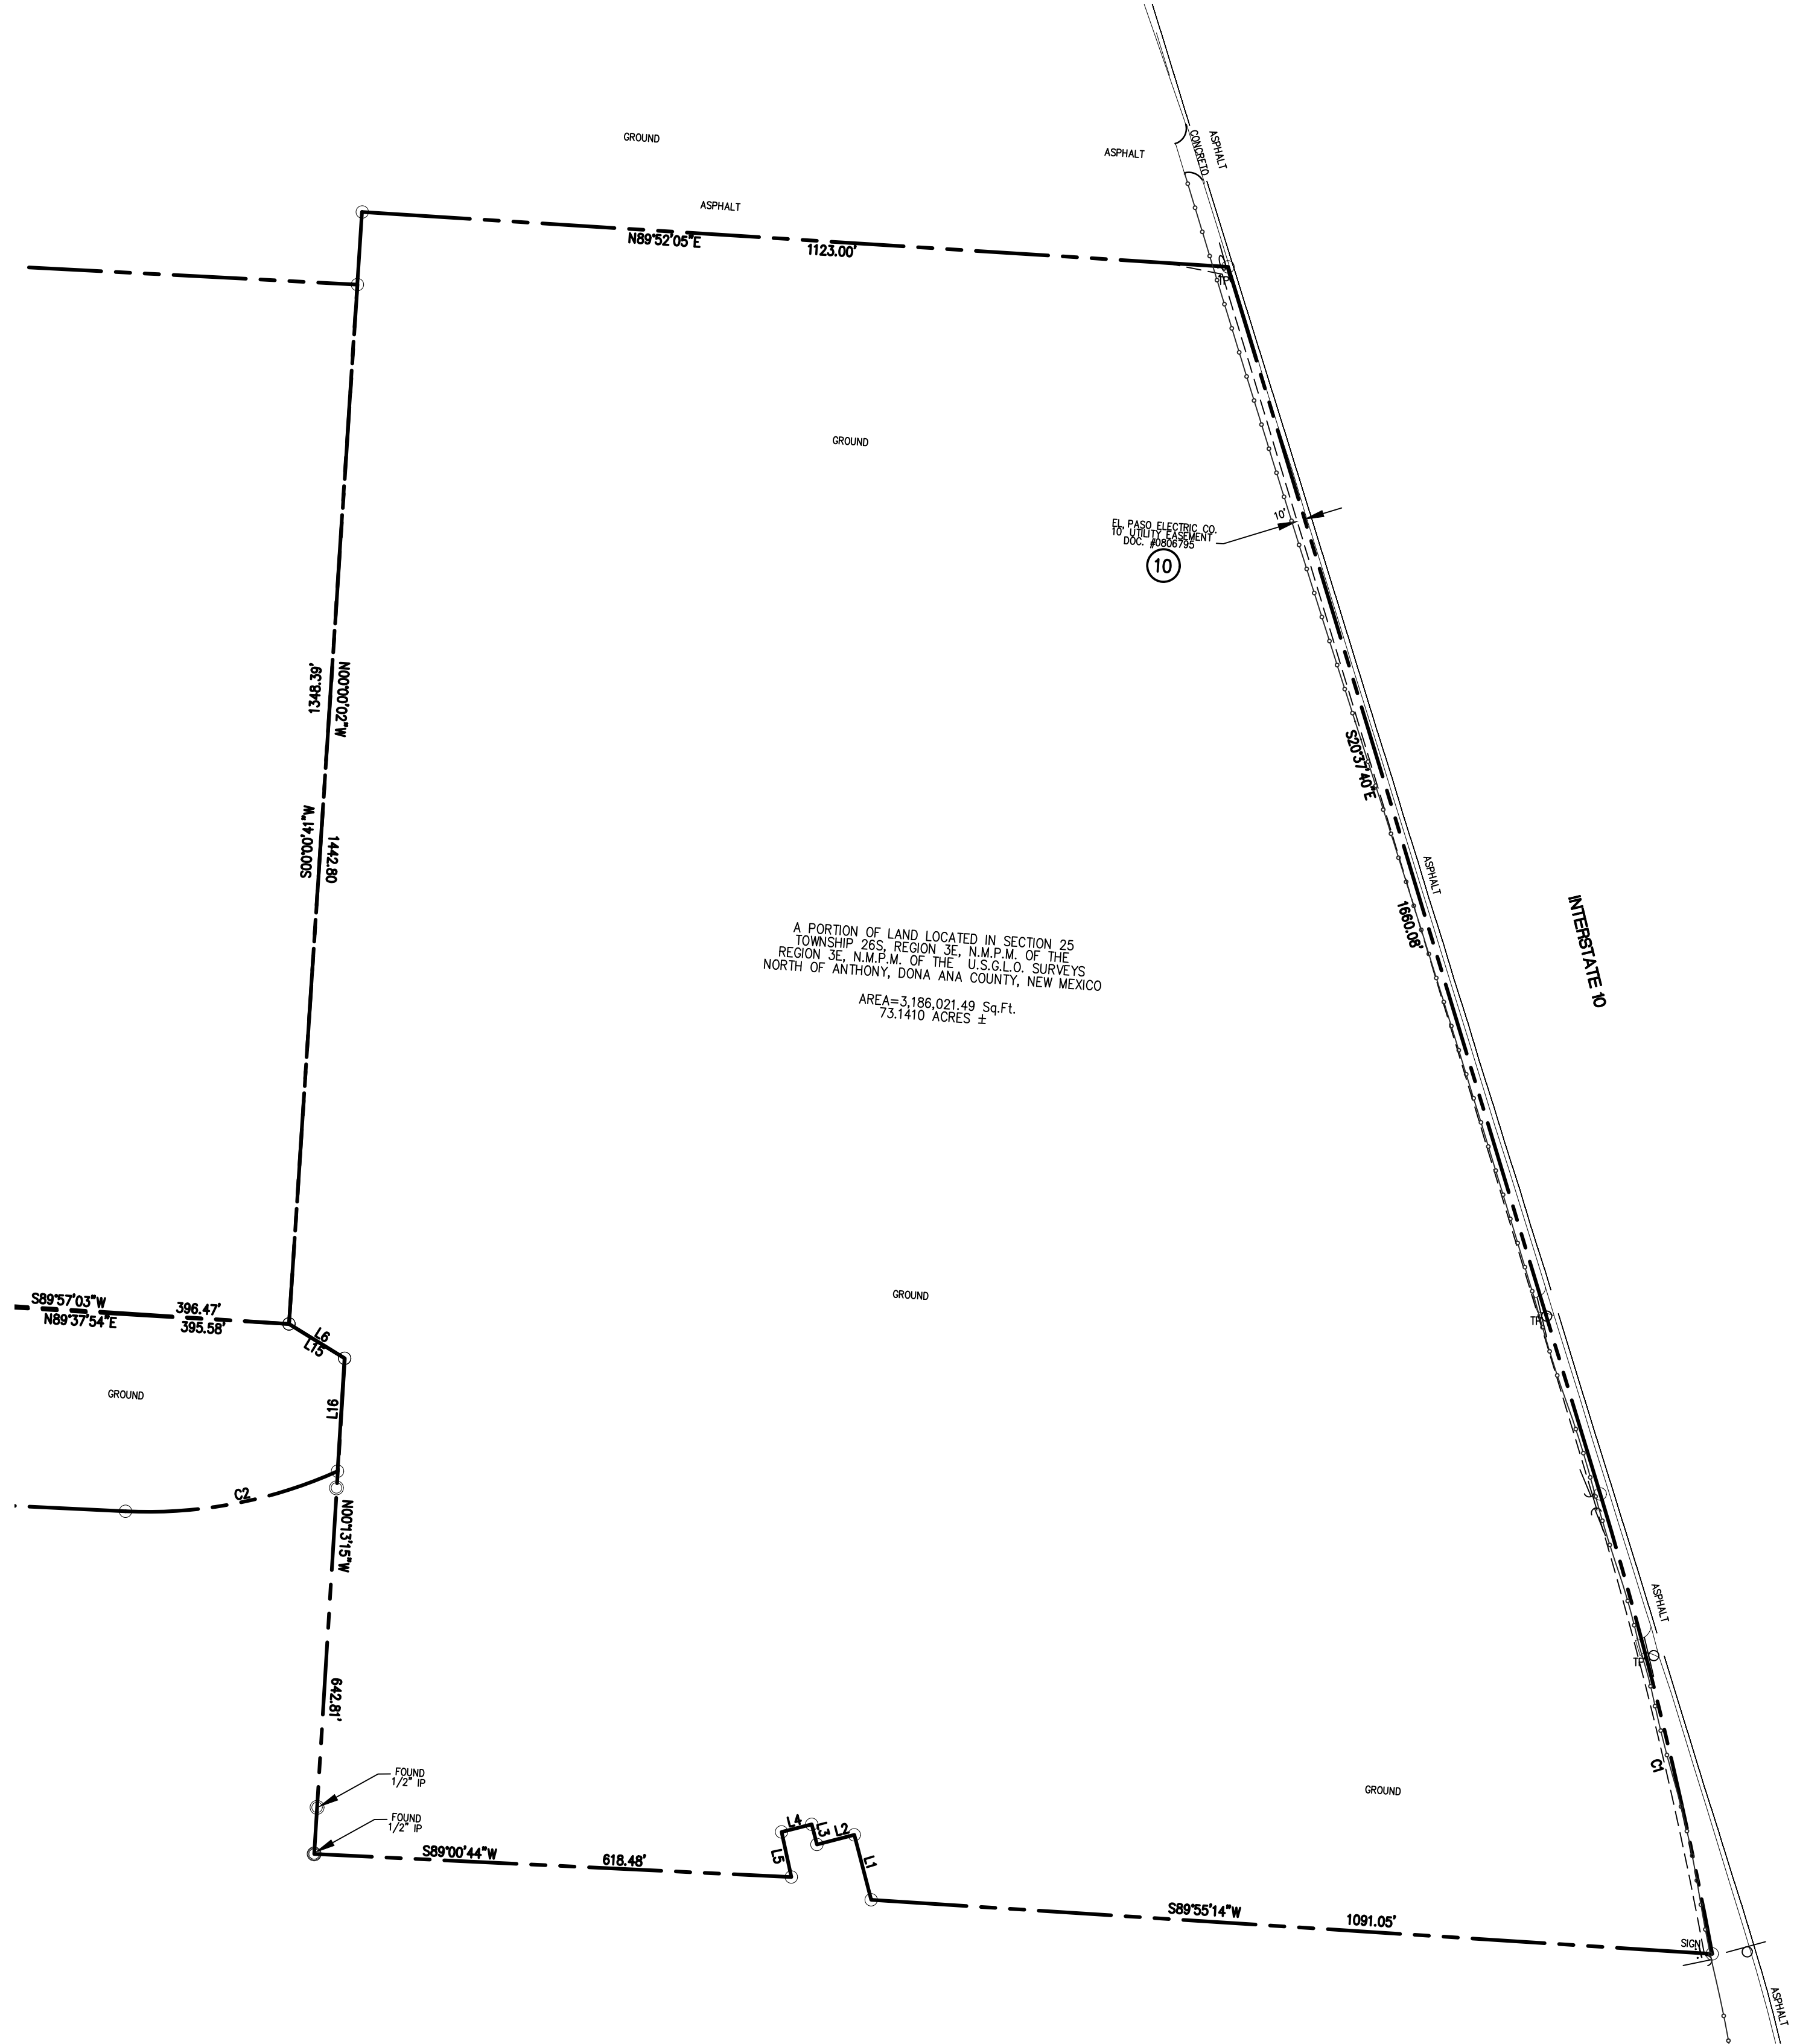 GROUND
ASPHALT
CONCRETO
ASPHALT
ASPHALT
N89°52'05"E
1123.00'
TP
GROUND
EL PASO ELECTRIC CO.
10' UTILITY EASEMENT
DOC. #0806795
10'
10
1348.39'
N00°00'02"W
S00°00'41"W
1442.80
S20°37'40"E
1660.08'
ASPHALT
INTERSTATE 10
A PORTION OF LAND LOCATED IN SECTION 25
TOWNSHIP 26S, REGION 3E, N.M.P.M. OF THE
REGION 3E, N.M.P.M. OF THE U.S.G.L.O. SURVEYS
NORTH OF ANTHONY, DONA ANA COUNTY, NEW MEXICO
AREA=3,186,021.49 Sq.Ft.
73.1410 ACRES ±
GROUND
S89°57'03"W
396.47'
N89°37'54"E
395.58'
L6
L15
TP
GROUND
L16
C2
N00°13'15"W
642.81'
ASPHALT
TP
C1
FOUND
1/2" IP
FOUND
1/2" IP
GROUND
L4
L3
L2
L5
L1
S89°00'44"W
618.48'
S89°55'14"W
1091.05'
SIGN
ASPHALT